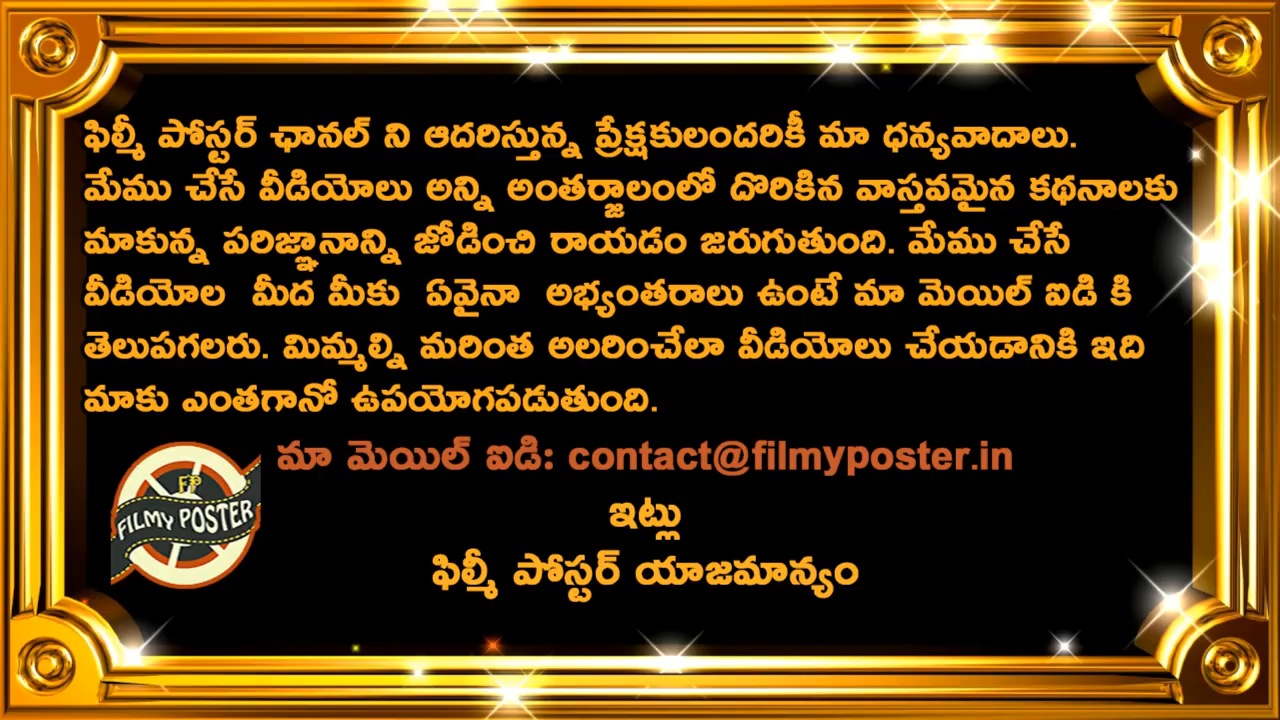 ఫిల్మీ పోస్టర్ ఛానల్ ని ఆదరిస్తున్న ప్రేక్షకులందరికీ మా ధన్యవాదాలు.
మేము చేసే వీడియోలు అన్ని అంతర్జాలంలో దొరికిన వాస్తవమైన కథనాలకు
మాకున్న పరిజ్ఞానాన్ని జోడించి రాయడం జరుగుతుంది. మేము చేసే
వీడియోల మీద మీకు ఏవైనా అభ్యంతరాలు ఉంటే మా మెయిల్ ఐడి కి
తెలుపగలరు. మిమ్మల్ని మరింత అలరించేలా వీడియోలు చేయడానికి ఇది
మాకు ఎంతగానో ఉపయోగపడుతుంది.
మా మెయిల్ ఐడి: contact@filmyposter.in
FP
FILMY POSTER
ఇట్లు
ఫిల్మీ పోస్టర్ యాజమాన్యం